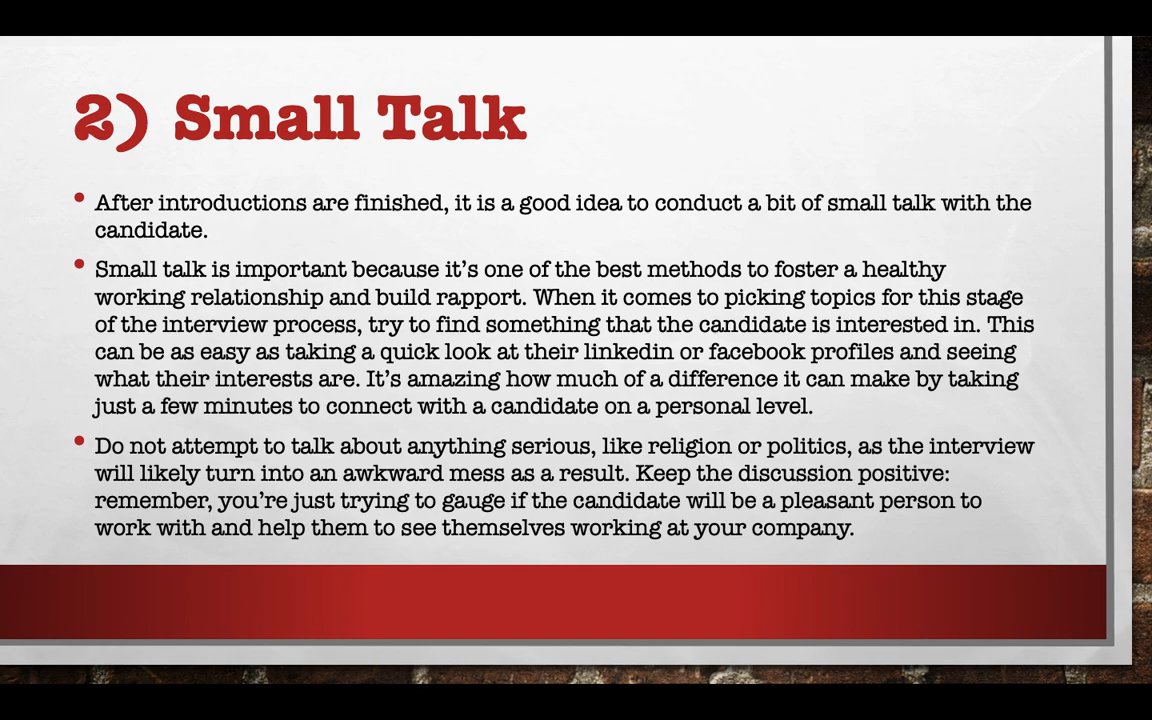 2) Small Talk
• After introductions are finished, it is a good idea to conduct a bit of small talk with the
candidate.
• Small talk is important because it's one of the best methods to foster a healthy
working relationship and build rapport. When it comes to picking topics for this stage
of the interview process, try to find something that the candidate is interested in. This
can be as easy as taking a quick look at their linkedin or facebook profiles and seeing
what their interests are. It's amazing how much of a difference it can make by taking
just a few minutes to connect with a candidate on a personal level.
• Do not attempt to talk about anything serious, like religion or politics, as the interview
will likely turn into an awkward mess as a result. Keep the discussion positive:
remember, you're just trying to gauge if the candidate will be a pleasant person to
work with and help them to see themselves working at your company.